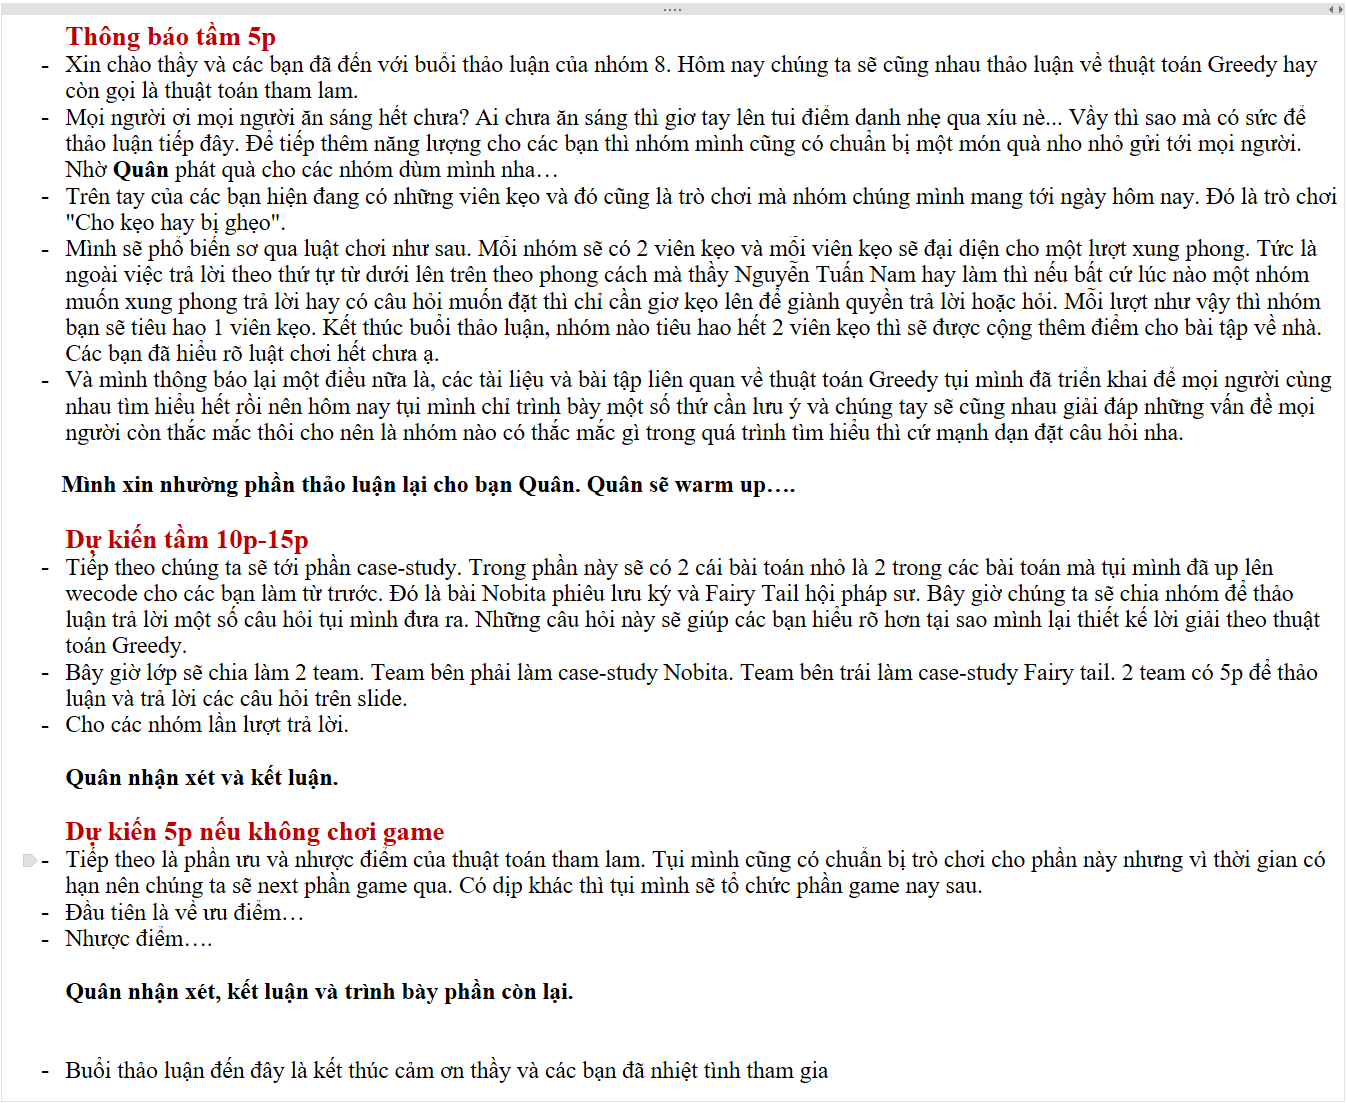 Thông báo tầm 5p
- Xin chào thầy và các bạn đã đến với buổi thảo luận của nhóm 8. Hôm nay chúng ta sẽ cũng nhau thảo luận về thuật toán Greedy hay
còn gọi là thuật toán tham lam.
- Mọi người ơi mọi người ăn sáng hết chưa? Ai chưa ăn sáng thì giơ tay lên tui điểm danh nhẹ qua xíu nè... Vầy thì sao mà có sức để
thảo luận tiếp đây. Để tiếp thêm năng lượng cho các bạn thì nhóm mình cũng có chuẩn bị một món quà nho nhỏ gửi tới mọi người.
Nhờ Quân phát quà cho các nhóm dùm mình nha…
- Trên tay của các bạn hiện đang có những viên kẹo và đó cũng là trò chơi mà nhóm chúng mình mang tới ngày hôm nay. Đó là trò chơi
"Cho kẹo hay bị ghẹo".
- Mình sẽ phổ biến sơ qua luật chơi như sau. Mỗi nhóm sẽ có 2 viên kẹo và mỗi viên kẹo sẽ đại diện cho một lượt xung phong. Tức là
ngoài việc trả lời theo thứ tự từ dưới lên trên theo phong cách mà thầy Nguyễn Tuấn Nam hay làm thì nếu bất cứ lúc nào một nhóm
muốn xung phong trả lời hay có câu hỏi muốn đặt thì chỉ cần giơ kẹo lên để giành quyền trả lời hoặc hỏi. Mỗi lượt như vậy thì nhóm
bạn sẽ tiêu hao 1 viên kẹo. Kết thúc buổi thảo luận, nhóm nào tiêu hao hết 2 viên kẹo thì sẽ được cộng thêm điểm cho bài tập về nhà.
Các bạn đã hiểu rõ luật chơi hết chưa ạ.
- Và mình thông báo lại một điều nữa là, các tài liệu và bài tập liên quan về thuật toán Greedy tụi mình đã triển khai để mọi người cùng
nhau tìm hiểu hết rồi nên hôm nay tụi mình chỉ trình bày một số thứ cần lưu ý và chúng tay sẽ cũng nhau giải đáp những vấn đề mọi
người còn thắc mắc thôi cho nên là nhóm nào có thắc mắc gì trong quá trình tìm hiểu thì cứ mạnh dạn đặt câu hỏi nha.
Mình xin nhường phần thảo luận lại cho bạn Quân. Quân sẽ warm up….
Dự kiến tầm 10p-15p
- Tiếp theo chúng ta sẽ tới phần case-study. Trong phần này sẽ có 2 cái bài toán nhỏ là 2 trong các bài toán mà tụi mình đã up lên
wecode cho các bạn làm từ trước. Đó là bài Nobita phiêu lưu ký và Fairy Tail hội pháp sư. Bây giờ chúng ta sẽ chia nhóm để thảo
luận trả lời một số câu hỏi tụi mình đưa ra. Những câu hỏi này sẽ giúp các bạn hiểu rõ hơn tại sao mình lại thiết kế lời giải theo thuật
toán Greedy.
- Bây giờ lớp sẽ chia làm 2 team. Team bên phải làm case-study Nobita. Team bên trái làm case-study Fairy tail. 2 team có 5p để thảo
luận và trả lời các câu hỏi trên slide.
- Cho các nhóm lần lượt trả lời.
Quân nhận xét và kết luận.
Dự kiến 5p nếu không chơi game
- Tiếp theo là phần ưu và nhược điểm của thuật toán tham lam. Tụi mình cũng có chuẩn bị trò chơi cho phần này nhưng vì thời gian có
hạn nên chúng ta sẽ next phần game qua. Có dịp khác thì tụi mình sẽ tổ chức phần game nay sau.
- Đầu tiên là về ưu điểm…
- Nhược điểm….
Quân nhận xét, kết luận và trình bày phần còn lại.
- Buổi thảo luận đến đây là kết thúc cảm ơn thầy và các bạn đã nhiệt tình tham gia